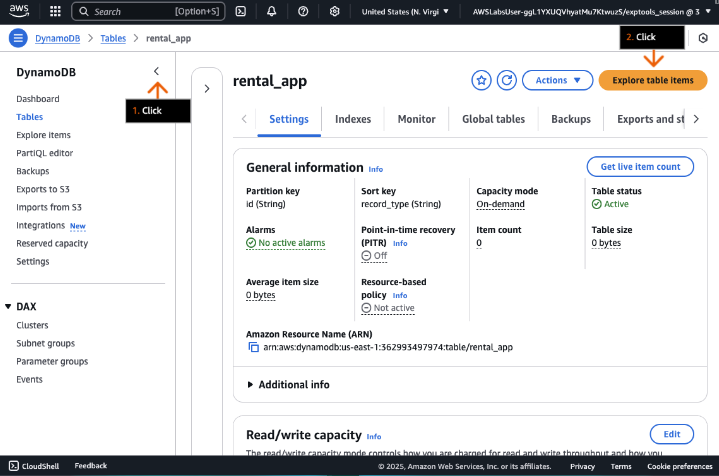 aws
Search
[Option+S]
United States (N. Virgi
AWSLabsUser-ggL1YXUQVhyatMu7KtwuzS/exptools_session @ 3
DynamoDB
Tables
rental_app
2. Click
DynamoDB
1. Click
Dashboard
Tables
Explore items
PartiQL editor
Backups
Exports to S3
Imports from S3
Integrations New
Reserved capacity
Settings
DAX
Clusters
Subnet groups
Parameter groups
Events
rental_app
Actions
Explore table items
Settings
Indexes
Monitor
Global tables
Backups
Exports and st
General information Info
Get live item count
Partition key
id (String)
Sort key
record_type (String)
Capacity mode
On-demand
Table status
Active
Alarms
No active alarms
Point-in-time recovery
(PITR) Info
Off
Item count
0
Table size
0 bytes
Average item size
0 bytes
Resource-based
policy Info
Not active
Amazon Resource Name (ARN)
arn:aws:dynamodb:us-east-1:362993497974:table/rental_app
Additional info
Read/write capacity Info
Edit
The read/write capacity mode controls how you are charged for read and write throughput and how you
CloudShell
Feedback
© 2025, Amazon Web Services, Inc. or its affiliates.
Privacy
Terms
Cookie preferences